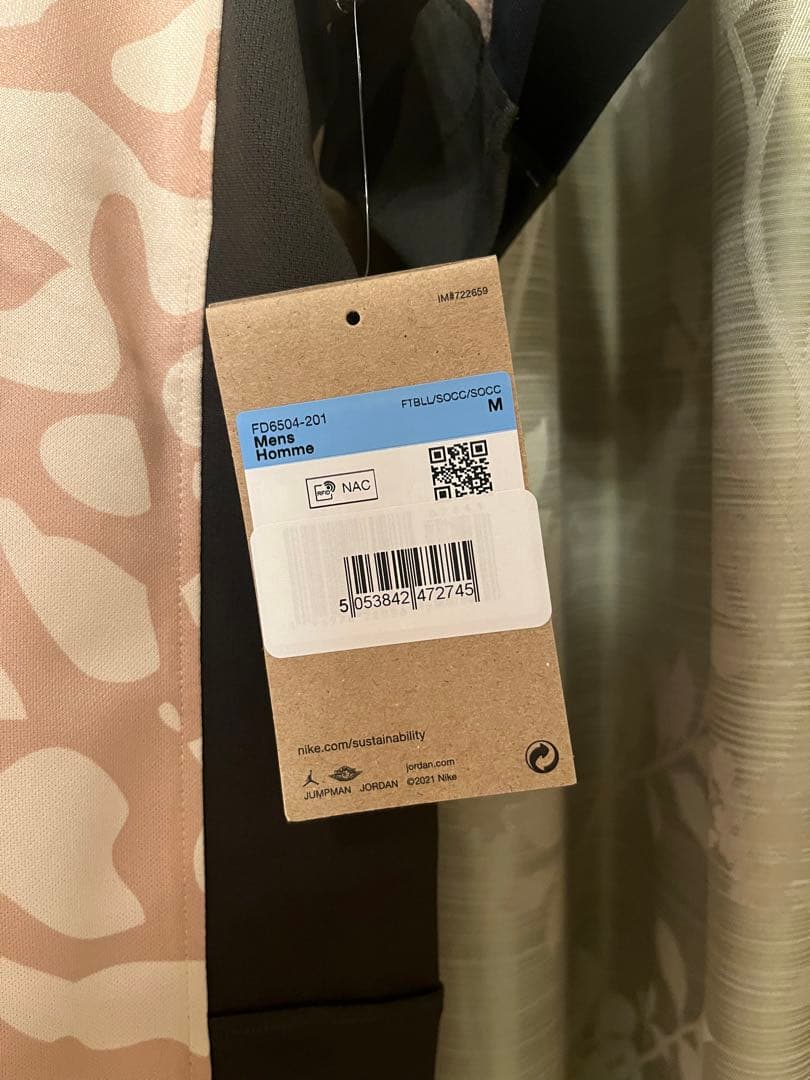 IM#722659
FTBLL/SOCC/SOCC
FD6504-201
M
Mens
Homme
RFID NAC
5 053842 472745
nike.com/sustainability
jordan.com
JUMPMAN JORDAN ©2021 Nike